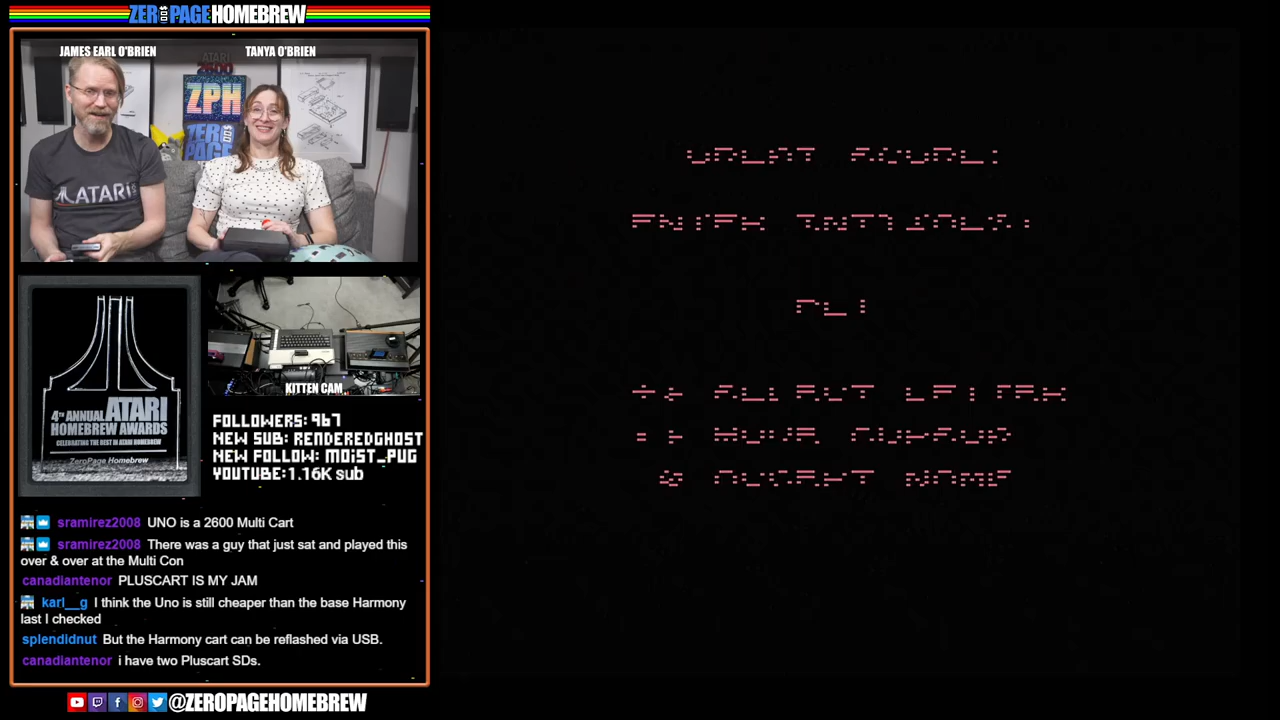 ZEROPAGE HOMEBREW
JAMES EARL O'BRIEN
TANYA O'BRIEN
ATARI
2600
ZPH
ZERO
PAGE
ATARI
4TH ANNUAL ATARI
HOMEBREW AWARDS
CELEBRATING THE BEST IN ATARI HOMEBREW
ZeroPage Homebrew
KITTEN CAM
FOLLOWERS: 967
NEW SUB: RENDEREDGHOST
NEW FOLLOW: MOiST_PUG
YOUTUBE:1.16K sub
sramirez2008 UNO is a 2600 Multi Cart
sramirez2008 There was a guy that just sat and played this
over & over at the Multi Con
canadiantenor PLUSCART IS MY JAM
karl__g I think the Uno is still cheaper than the base Harmony
last I checked
splendidnut But the Harmony cart can be reflashed via USB.
canadiantenor i have two Pluscart SDs.
@ZEROPAGEHOMEBREW